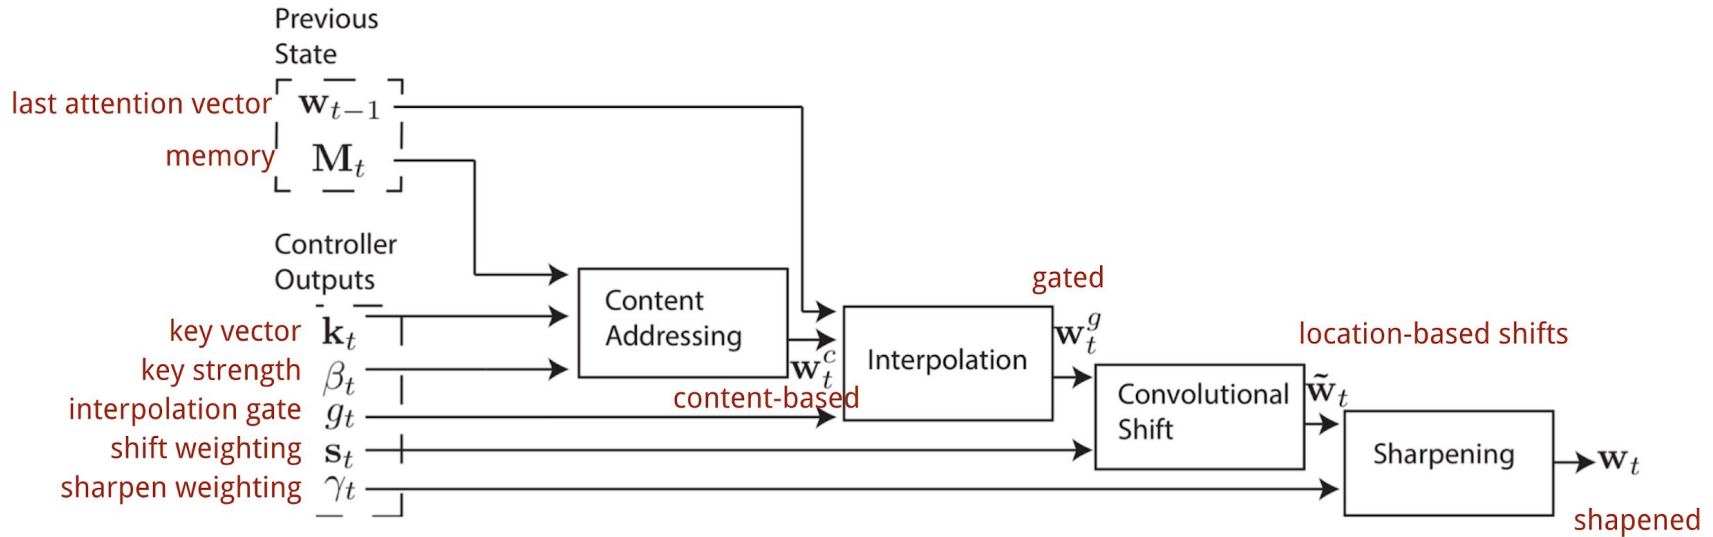 Previous
State
last attention vector w_{t−1}
memory M_t
Controller
Outputs
key vector k_t
key strength β_t
interpolation gate g_t
shift weighting s_t
sharpen weighting γ_t
Content
Addressing
w_t^c
content-based
Interpolation
gated
w_t^g
Convolutional
Shift
location-based shifts
w̃_t
Sharpening
w_t
shapened